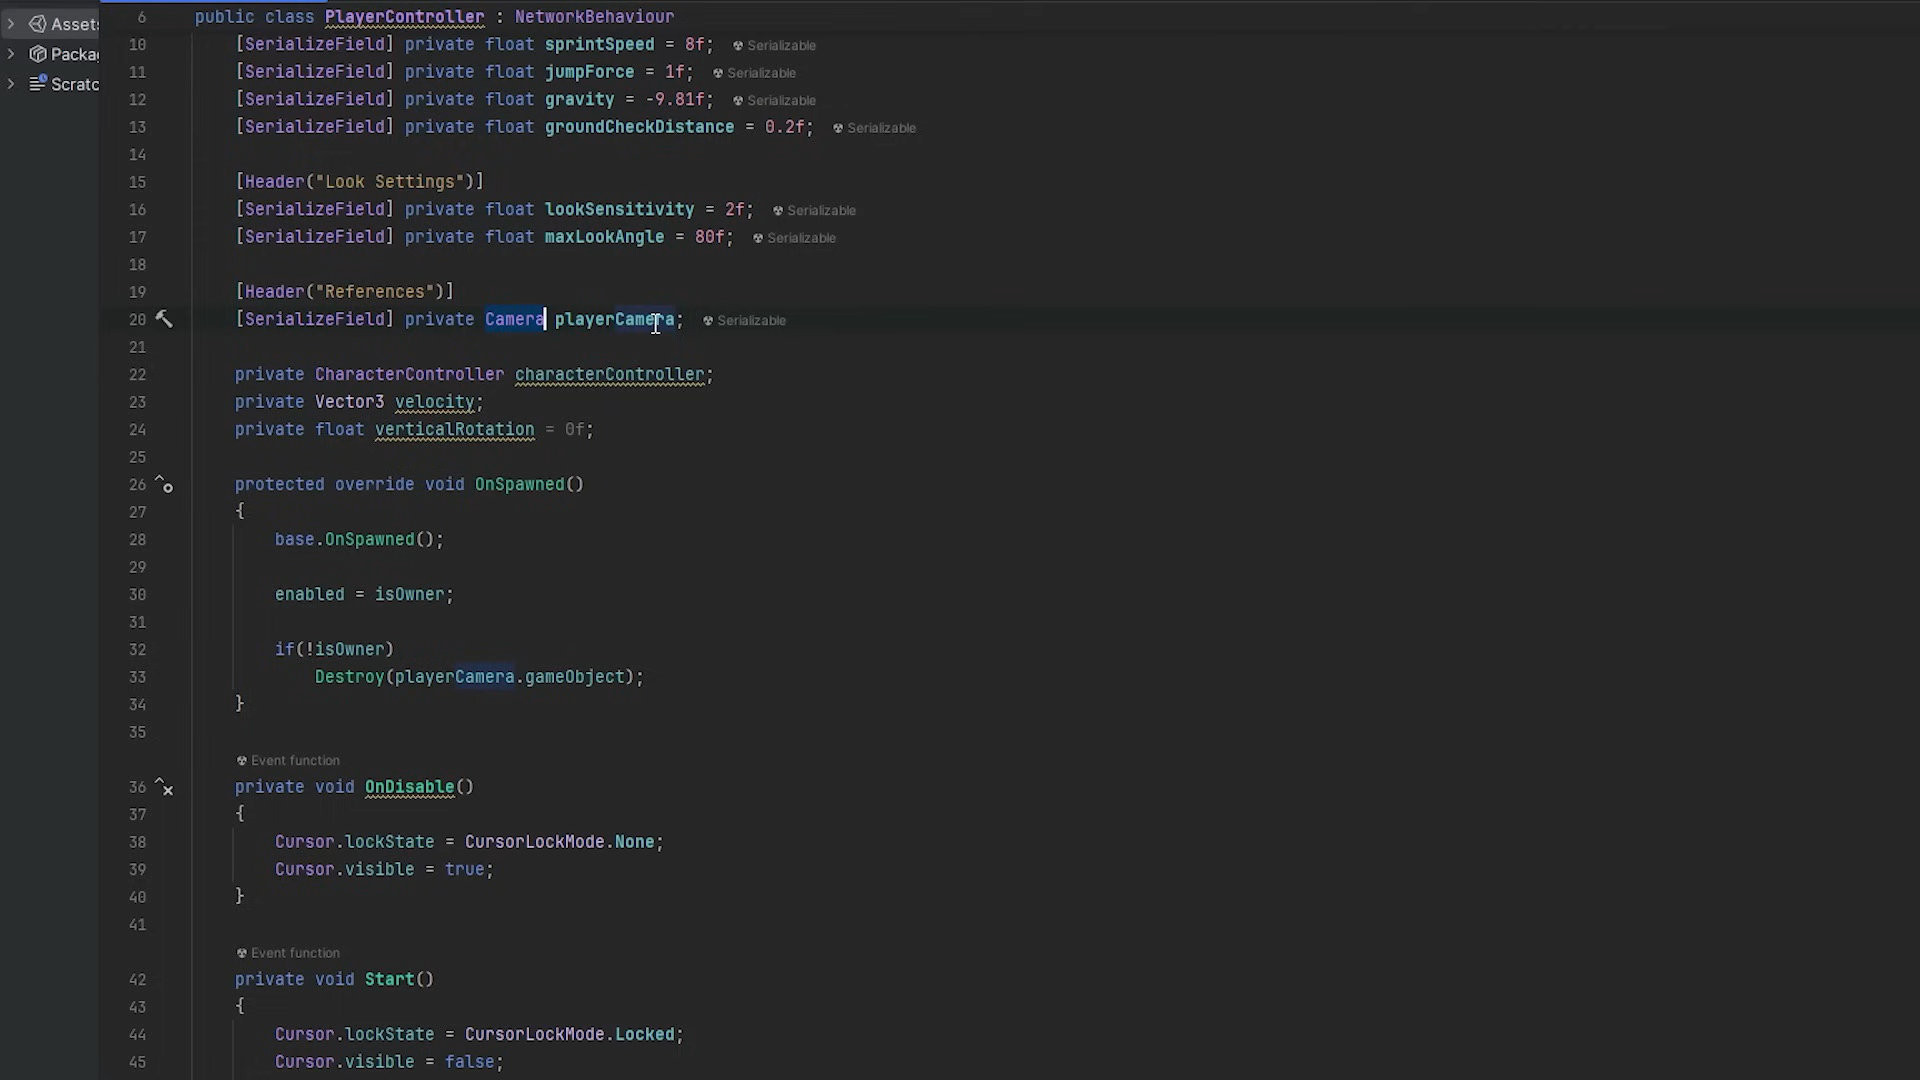 Assets
Packa
Scratc
6 public class PlayerController : NetworkBehaviour
10 [SerializeField] private float sprintSpeed = 8f; Serializable
11 [SerializeField] private float jumpForce = 1f; Serializable
12 [SerializeField] private float gravity = -9.81f; Serializable
13 [SerializeField] private float groundCheckDistance = 0.2f; Serializable
14
15 [Header("Look Settings")]
16 [SerializeField] private float lookSensitivity = 2f; Serializable
17 [SerializeField] private float maxLookAngle = 80f; Serializable
18
19 [Header("References")]
20 [SerializeField] private Camera playerCamera; Serializable
21
22 private CharacterController characterController;
23 private Vector3 velocity;
24 private float verticalRotation = 0f;
25
26 protected override void OnSpawned()
27 {
28 base.OnSpawned();
29
30 enabled = isOwner;
31
32 if(!isOwner)
33 Destroy(playerCamera.gameObject);
34 }
35
Event function
36 private void OnDisable()
37 {
38 Cursor.lockState = CursorLockMode.None;
39 Cursor.visible = true;
40 }
41
Event function
42 private void Start()
43 {
44 Cursor.lockState = CursorLockMode.Locked;
45 Cursor.visible = false;